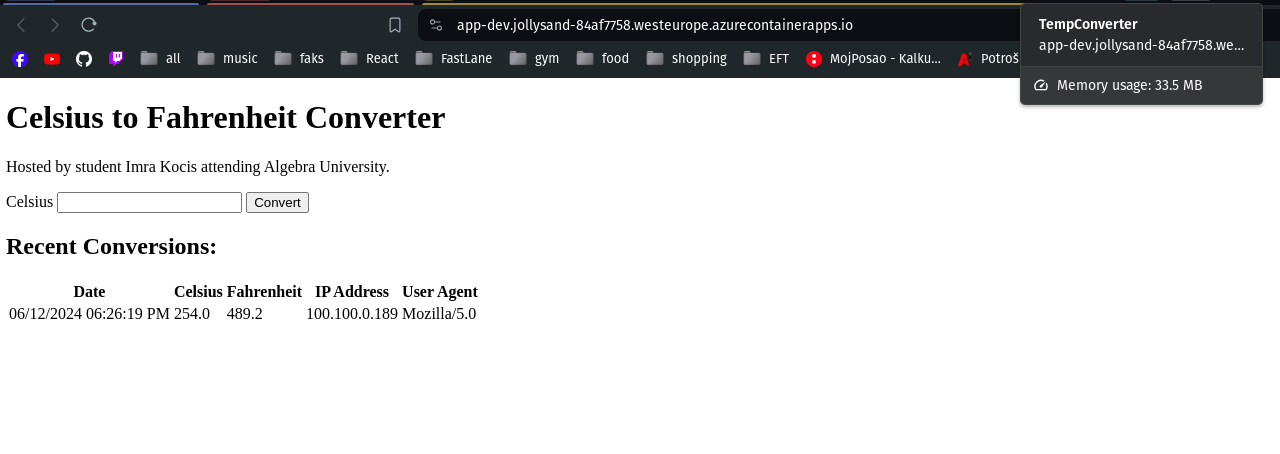 app-dev.jollysand-84af7758.westeurope.azurecontainerapps.io
TempConverter
app-dev.jollysand-84af7758.we...
Memory usage: 33.5 MB
all music faks React FastLane gym food shopping EFT MojPosao - Kalku... Potroš
Celsius to Fahrenheit Converter
Hosted by student Imra Kocis attending Algebra University.
Celsius Convert
Recent Conversions:
Date Celsius Fahrenheit IP Address User Agent
06/12/2024 06:26:19 PM 254.0 489.2 100.100.0.189 Mozilla/5.0